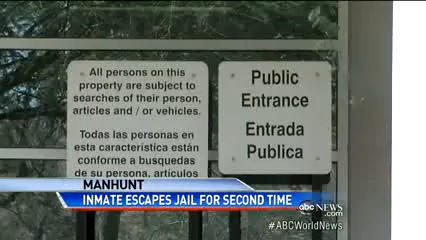 All persons on this
property are subject to
searches of their person,
articles and / or vehicles.
Todas las personas en
esta característica están
conforme a busquedas
de su persona, artículos
Public
Entrance
Entrada
Publica
MANHUNT
INMATE ESCAPES JAIL FOR SECOND TIME
abc NEWS
.com
#ABCWorldNews